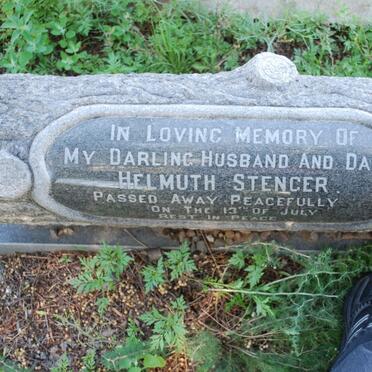 IN LOVING MEMORY OF
MY DARLING HUSBAND AND DA
HELMUTH STENGER
PASSED AWAY PEACEFULLY
ON THE 13TH OF JULY
REST IN PEACE